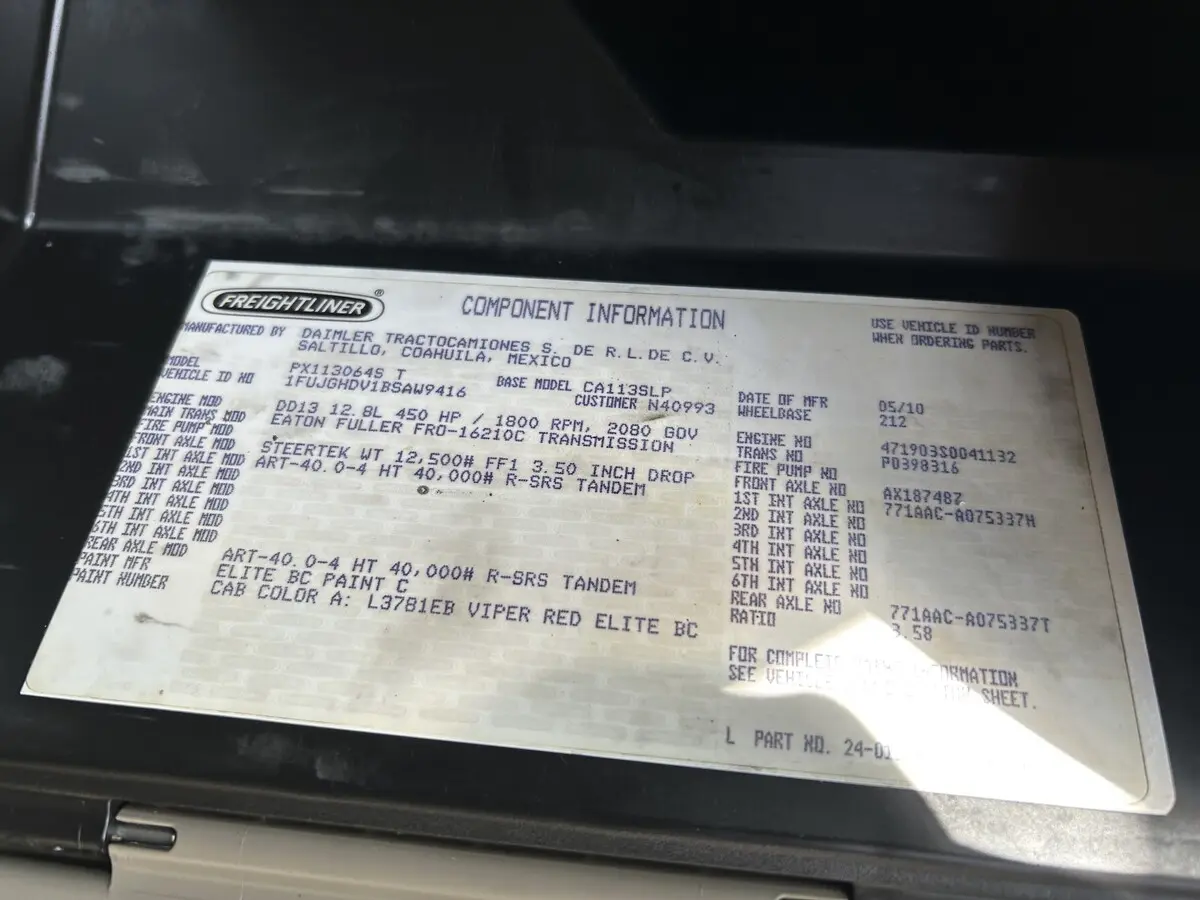 FREIGHTLINER®
COMPONENT INFORMATION
USE VEHICLE ID NUMBER
WHEN ORDERING PARTS.
MANUFACTURED BY DAIMLER TRACTOCAMIONES S. DE R.L.DE C.V.
SALTILLO, COAHUILA, MEXICO
MODEL PX113064S T BASE MODEL CA113SLP
VEHICLE ID NO 1FUJGHDV1BSAW9416 CUSTOMER N40993
DATE OF MFR 05/10
WHEELBASE 212
ENGINE MOD DD13 12.8L 450 HP / 1800 RPM, 2080 GOV
MAIN TRANS MOD EATON FULLER FRO-16210C TRANSMISSION
FIRE PUMP MOD
FRONT AXLE MOD STEERTEK WT 12,500# FF1 3.50 INCH DROP
1ST INT AXLE MOD ART-40.0-4 HT 40,000# R-SRS TANDEM
2ND INT AXLE MOD
3RD INT AXLE MOD
4TH INT AXLE MOD
5TH INT AXLE MOD
6TH INT AXLE MOD
REAR AXLE MOD ART-40.0-4 HT 40,000# R-SRS TANDEM
PAINT MFR ELITE BC PAINT C
PAINT NUMBER CAB COLOR A: L3781EB VIPER RED ELITE BC
ENGINE NO 471903S0041132
TRANS NO P0398316
FIRE PUMP NO
FRONT AXLE NO AX187487
1ST INT AXLE NO 771AAC-A075337H
2ND INT AXLE NO
3RD INT AXLE NO
4TH INT AXLE NO
5TH INT AXLE NO
6TH INT AXLE NO
REAR AXLE NO 771AAC-A075337T
RATIO 3.58
FOR COMPLETE PAINT INFORMATION
SEE VEHICLE SHEET.
L PART NO.